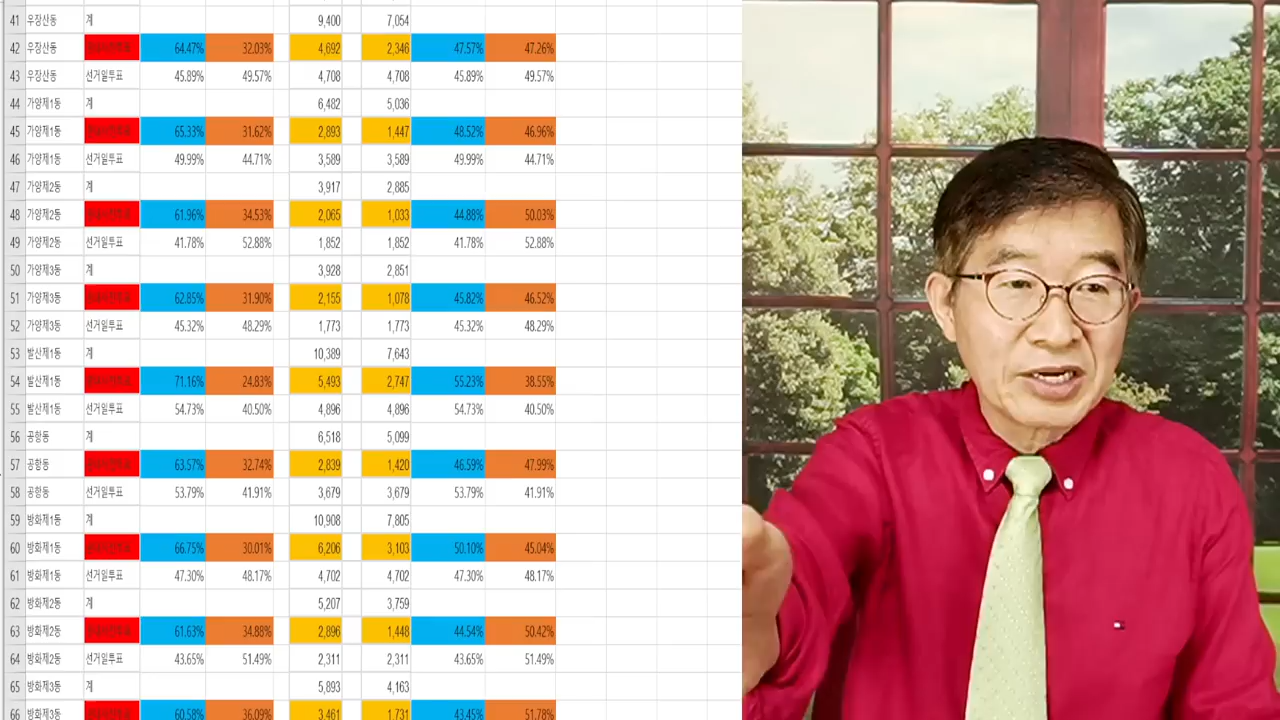 41 우장산동 계 9,400 7,054
42 우장산동 64.47% 32.03% 4,692 2,346 47.57% 47.26%
43 우장산동 선거일투표 45.89% 49.57% 4,708 4,708 45.89% 49.57%
44 가양제1동 계 6,482 5,036
45 가양제1동 65.33% 31.62% 2,893 1,447 48.52% 46.96%
46 가양제1동 선거일투표 49.99% 44.71% 3,589 3,589 49.99% 44.71%
47 가양제2동 계 3,917 2,885
48 가양제2동 61.96% 34.53% 2,065 1,033 44.88% 50.03%
49 가양제2동 선거일투표 41.78% 52.88% 1,852 1,852 41.78% 52.88%
50 가양제3동 계 3,928 2,851
51 가양제3동 62.85% 31.90% 2,155 1,078 45.82% 46.52%
52 가양제3동 선거일투표 45.32% 48.29% 1,773 1,773 45.32% 48.29%
53 발산제1동 계 10,389 7,643
54 발산제1동 71.16% 24.83% 5,493 2,747 55.23% 38.55%
55 발산제1동 선거일투표 54.73% 40.50% 4,896 4,896 54.73% 40.50%
56 공항동 계 6,518 5,099
57 공항동 63.57% 32.74% 2,839 1,420 46.59% 47.99%
58 공항동 선거일투표 53.79% 41.91% 3,679 3,679 53.79% 41.91%
59 방화제1동 계 10,908 7,805
60 방화제1동 66.75% 30.01% 6,206 3,103 50.10% 45.04%
61 방화제1동 선거일투표 47.30% 48.17% 4,702 4,702 47.30% 48.17%
62 방화제2동 계 5,207 3,759
63 방화제2동 61.63% 34.88% 2,896 1,448 44.54% 50.42%
64 방화제2동 선거일투표 43.65% 51.49% 2,311 2,311 43.65% 51.49%
65 방화제3동 계 5,893 4,163
66 방화제3동 60.58% 36.09% 3,461 1,731 43.45% 51.78%